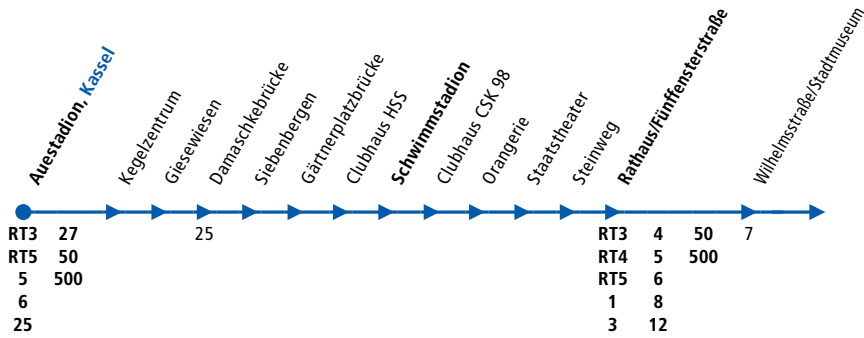 Auestadion, Kassel
Kegelzentrum
Giesewiesen
Damaschkebrücke
Siebenbergen
Gärtnerplatzbrücke
Clubhaus HSS
Schwimmstadion
Clubhaus CSK 98
Orangerie
Staatstheater
Steinweg
Rathaus/Fünffensterstraße
Wilhelmsstraße/Stadtmuseum
RT3 27 25 RT3 4 50 7
RT5 50 RT4 5 500
5 500 RT5 6
6 1 8
25 3 12